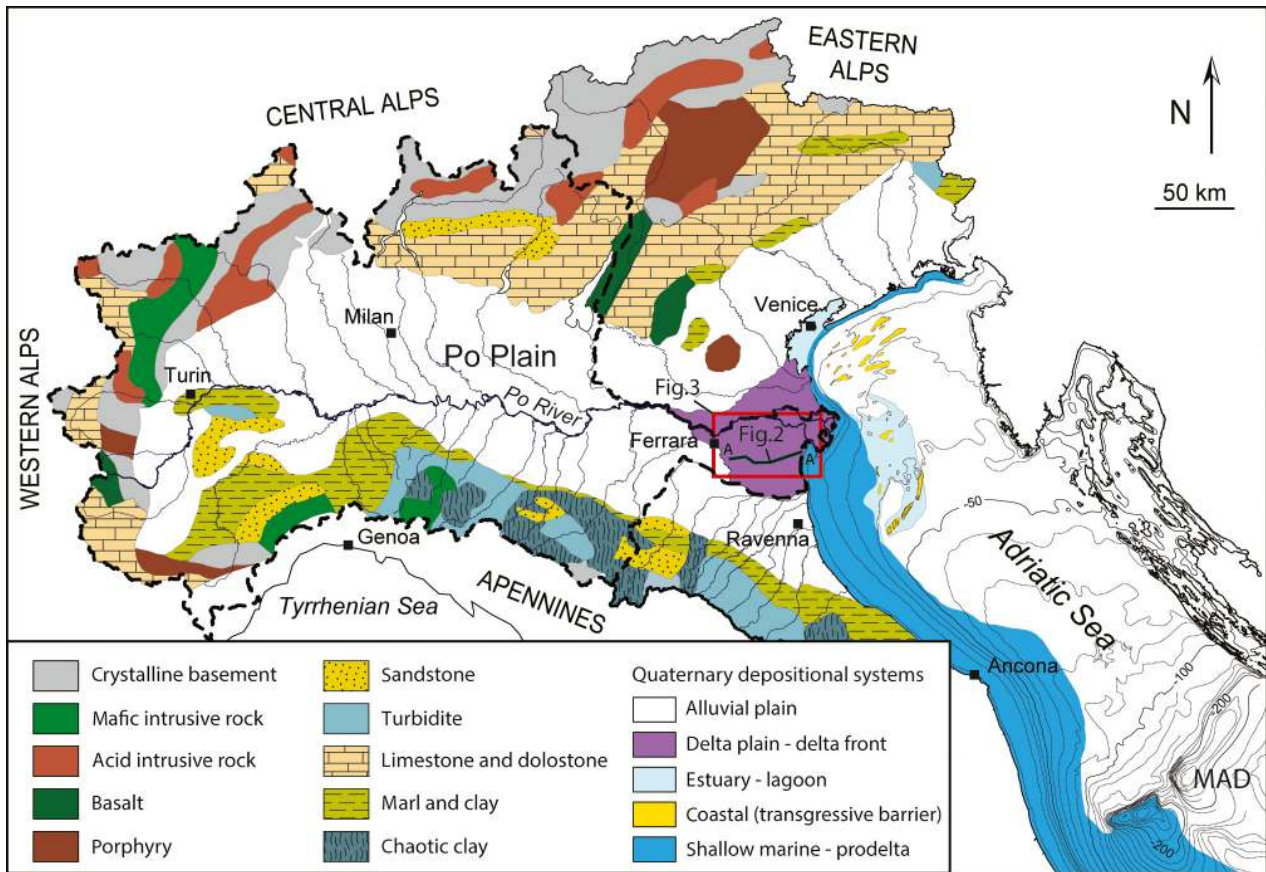 EASTERN
ALPS
CENTRAL ALPS
N
50 km
WESTERN ALPS
Milan
Venice
Po Plain
Turin
Po River
Fig.3
Ferrara
Fig.2
A
A'
-50
Genoa
Ravenna
Adriatic Sea
Tyrrhenian Sea
APENNINES
Ancona
-100
-200
MAD
-200
Crystalline basement
Mafic intrusive rock
Acid intrusive rock
Basalt
Porphyry
Sandstone
Turbidite
Limestone and dolostone
Marl and clay
Chaotic clay
Quaternary depositional systems
Alluvial plain
Delta plain - delta front
Estuary - lagoon
Coastal (transgressive barrier)
Shallow marine - prodelta